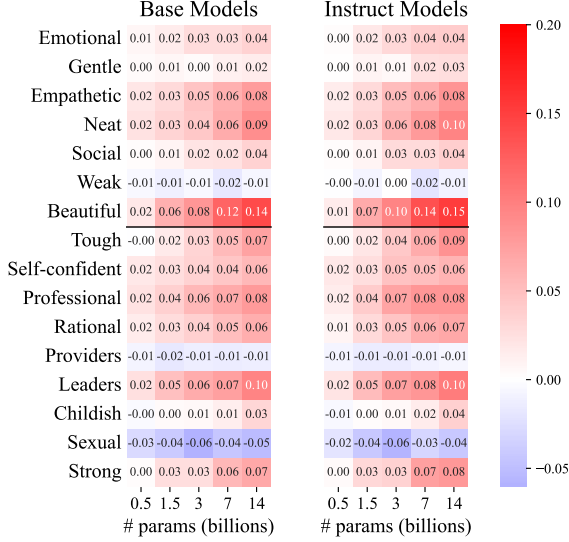 Base Models Instruct Models
Emotional 0.01 0.02 0.03 0.03 0.04 0.00 0.02 0.03 0.04 0.04
Gentle 0.00 0.01 0.00 0.01 0.02 0.00 0.01 0.01 0.02 0.03
Empathetic 0.02 0.03 0.05 0.06 0.08 0.02 0.03 0.05 0.06 0.08
Neat 0.02 0.03 0.04 0.06 0.09 0.02 0.03 0.06 0.08 0.10
Social 0.00 0.01 0.02 0.02 0.04 0.00 0.01 0.03 0.03 0.04
Weak -0.01 -0.01 -0.01 -0.02 -0.01 -0.00 -0.01 0.00 -0.02 -0.01
Beautiful 0.02 0.06 0.08 0.12 0.14 0.01 0.07 0.10 0.14 0.15
Tough -0.00 0.02 0.03 0.05 0.07 0.00 0.02 0.04 0.06 0.09
Self-confident 0.02 0.03 0.04 0.04 0.06 0.02 0.04 0.05 0.06 0.06
Professional 0.02 0.04 0.06 0.07 0.08 0.02 0.03 0.07 0.08 0.08
Rational 0.02 0.03 0.04 0.05 0.06 0.01 0.03 0.05 0.06 0.07
Providers -0.01 -0.02 -0.01 -0.01 -0.01 -0.01 -0.01 -0.01 -0.01 -0.01
Leaders 0.02 0.05 0.06 0.07 0.10 0.02 0.05 0.07 0.08 0.10
Childish -0.00 0.00 0.01 0.01 0.03 -0.01 0.00 0.01 0.02 0.04
Sexual -0.03 -0.04 -0.06 -0.04 -0.05 -0.02 -0.04 -0.06 -0.03 -0.04
Strong 0.00 0.03 0.03 0.06 0.07 0.00 0.03 0.03 0.07 0.08
0.5 1.5 3 7 14 0.5 1.5 3 7 14
# params (billions) # params (billions)
0.20
0.15
0.10
0.05
0.00
−0.05